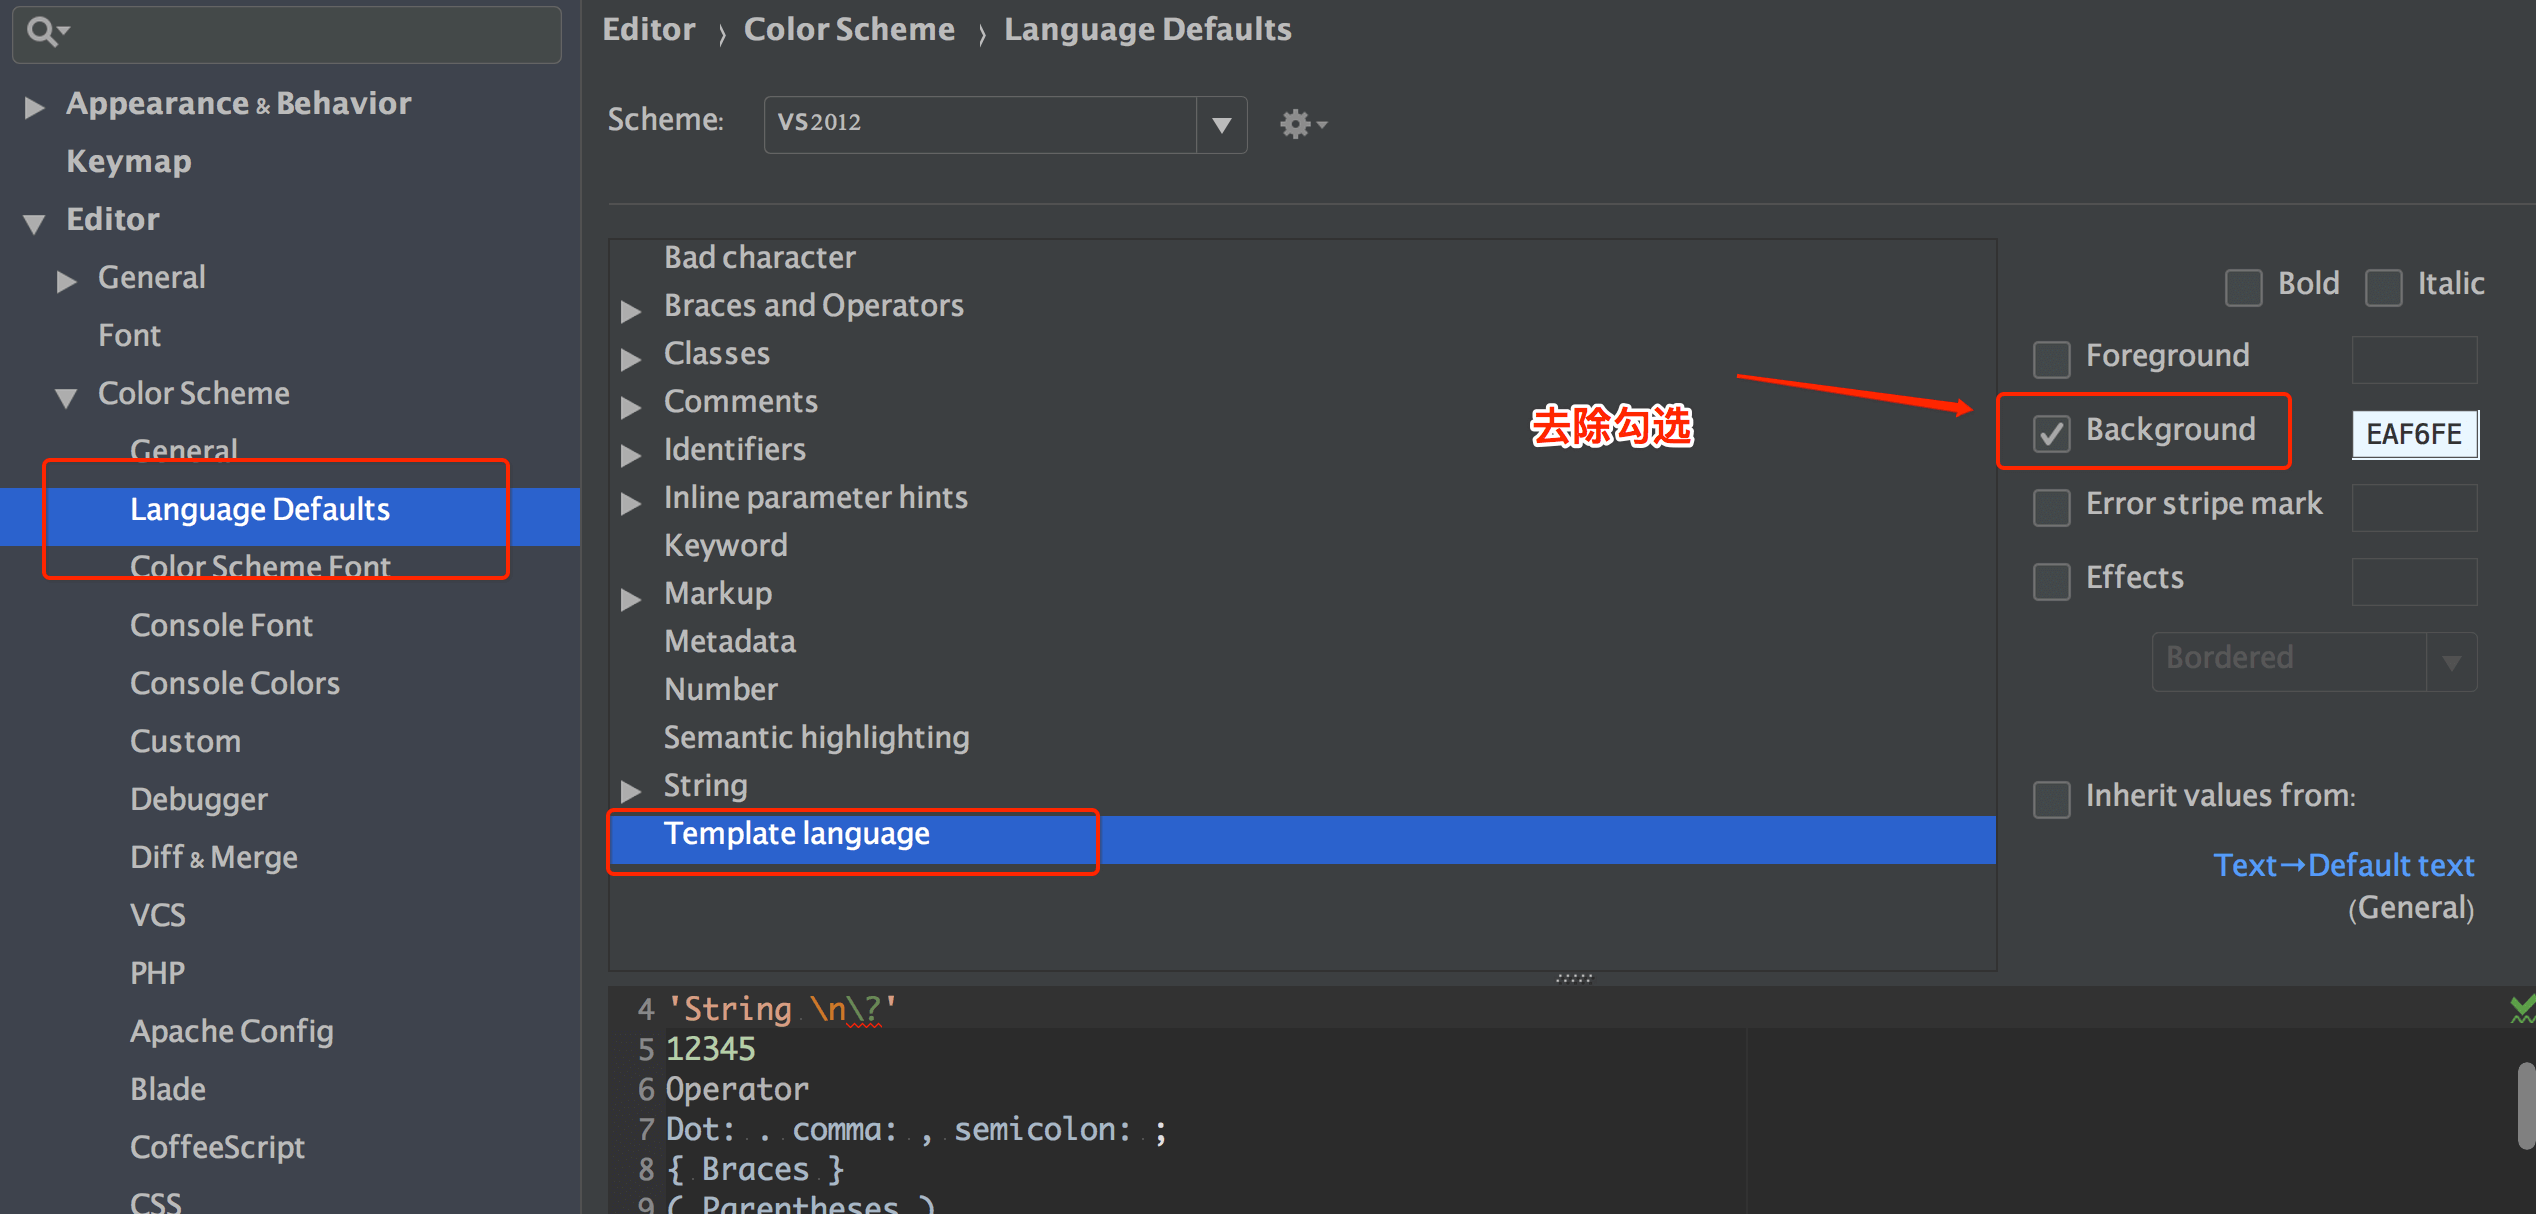 Appearance & Behavior
Keymap
Editor
General
Font
Color Scheme
General
Language Defaults
Color Scheme Font
Console Font
Console Colors
Custom
Debugger
Diff & Merge
VCS
PHP
Apache Config
Blade
CoffeeScript
CSS
Editor › Color Scheme › Language Defaults
Scheme: VS2012
Bad character
Braces and Operators
Classes
Comments
Identifiers
Inline parameter hints
Keyword
Markup
Metadata
Number
Semantic highlighting
String
Template language
去除勾选
Bold Italic
Foreground
Background EAF6FE
Error stripe mark
Effects
Bordered
Inherit values from:
Text→Default text
(General)
4 'String \n\?'
5 12345
6 Operator
7 Dot: . comma: , semicolon: ;
8 { Braces }
9 ( Parentheses )